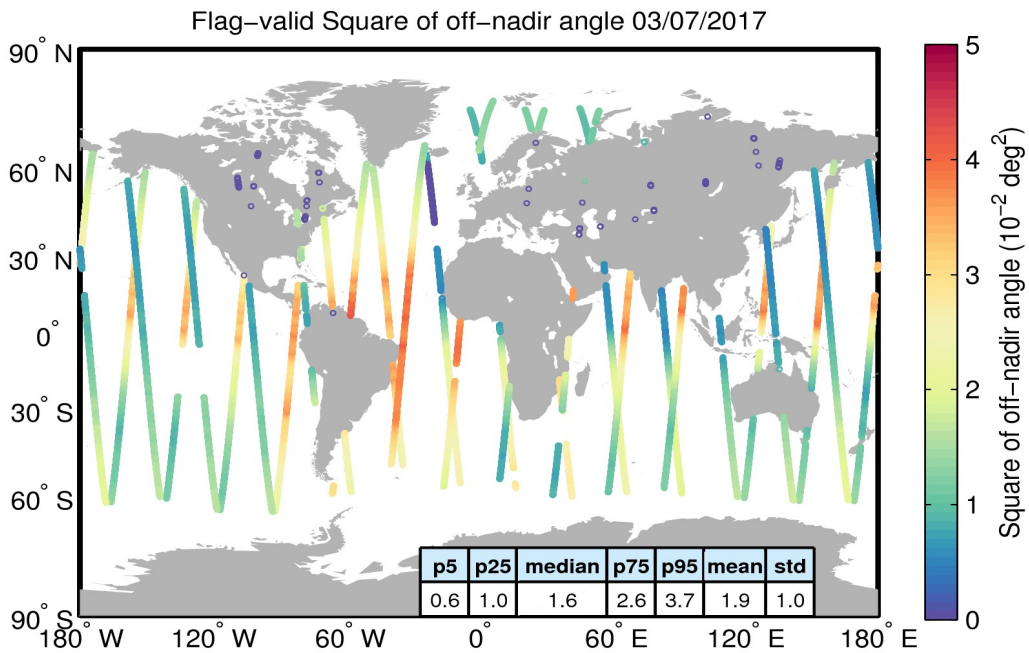 Flag−valid Square of off−nadir angle 03/07/2017
90° N
60° N
30° N
0°
30° S
60° S
90° S
180° W
120° W
60° W
0°
60° E
120° E
180° E
p5 p25 median p75 p95 mean std
0.6 1.0 1.6 2.6 3.7 1.9 1.0
5
4
3
2
1
0
Square of off−nadir angle (10⁻² deg²)